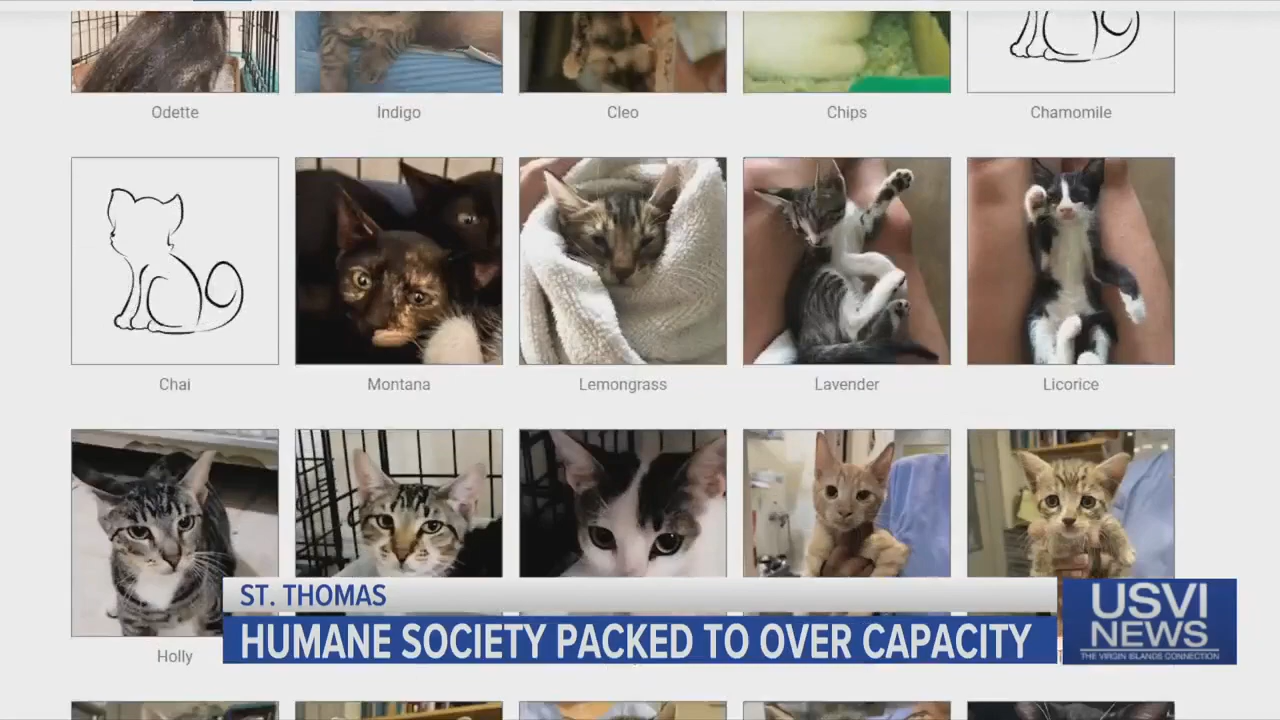 Odette
Indigo
Cleo
Chips
Chamomile
Chai
Montana
Lemongrass
Lavender
Licorice
Holly
ST. THOMAS
HUMANE SOCIETY PACKED TO OVER CAPACITY
USVI
NEWS
THE VIRGIN ISLANDS CONNECTION